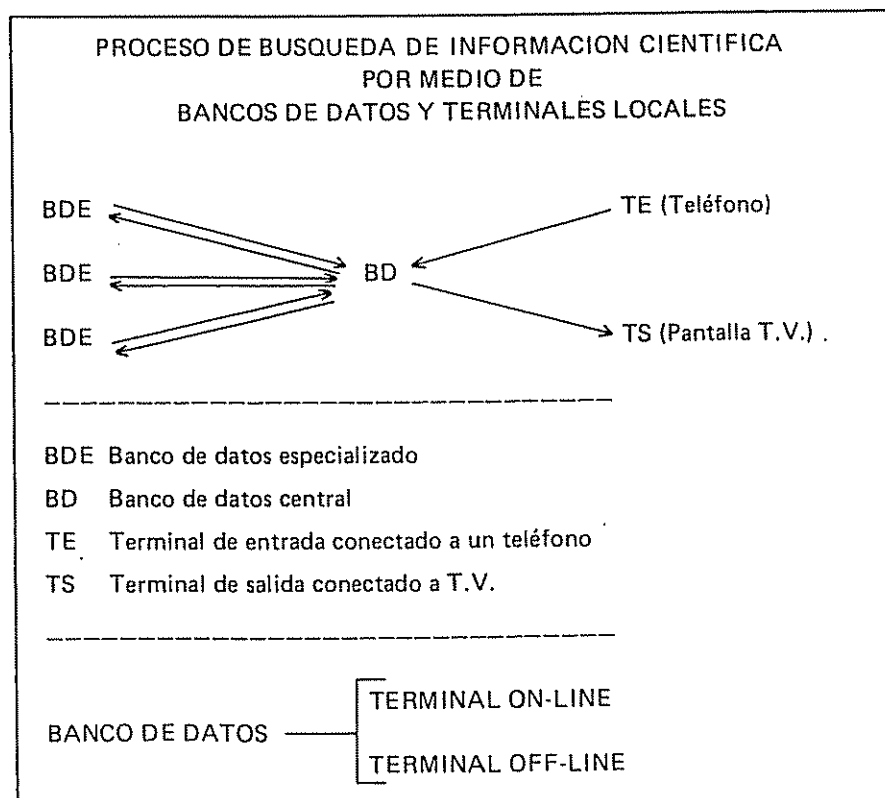 PROCESO DE BUSQUEDA DE INFORMACION CIENTIFICA
POR MEDIO DE
BANCOS DE DATOS Y TERMINALES LOCALES
BDE
TE (Teléfono)
BDE
BD
BDE
TS (Pantalla T.V.) .
BDE Banco de datos especializado
BD Banco de datos central
TE Terminal de entrada conectado a un teléfono
TS Terminal de salida conectado a T.V.
BANCO DE DATOS
TERMINAL ON-LINE
TERMINAL OFF-LINE